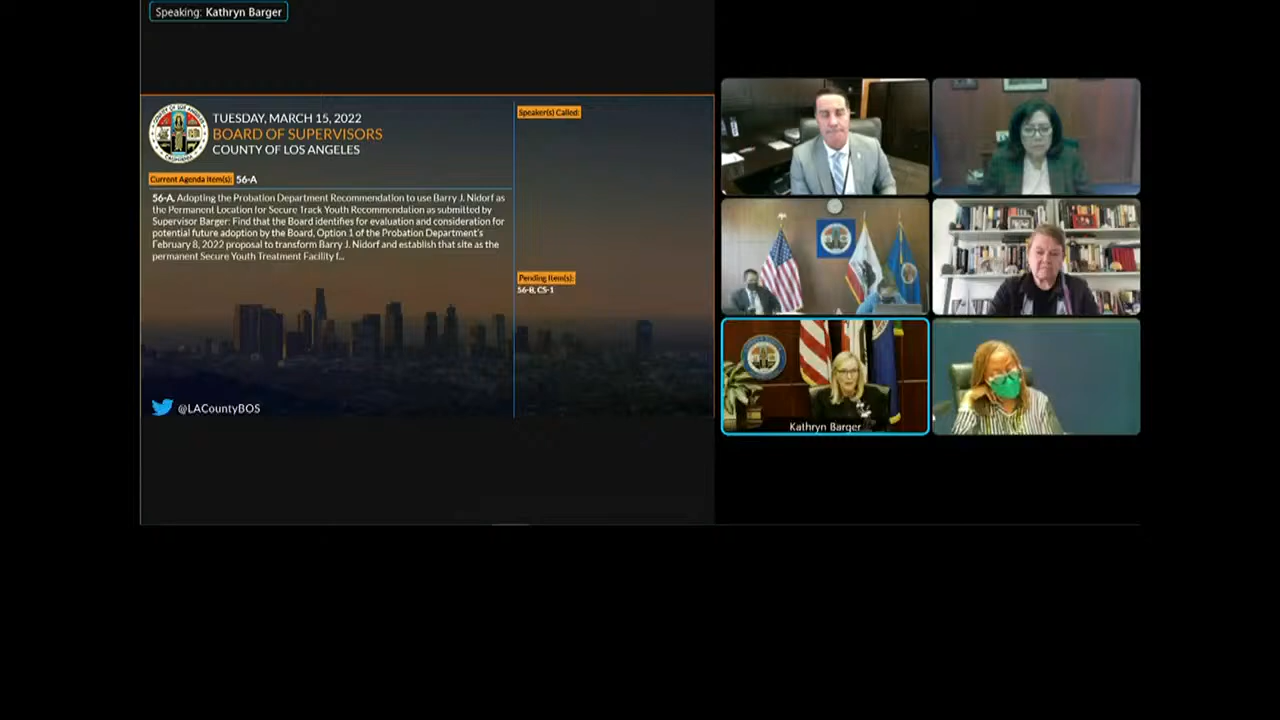 Speaking: Kathryn Barger
TUESDAY, MARCH 15, 2022
BOARD OF SUPERVISORS
COUNTY OF LOS ANGELES
Current Agenda Item(s): 56-A
56-A. Adopting the Probation Department Recommendation to use Barry J. Nidorf as
the Permanent Location for Secure Track Youth Recommendation as submitted by
Supervisor Barger: Find that the Board identifies for evaluation and consideration for
potential future adoption by the Board, Option 1 of the Probation Department's
February 8, 2022 proposal to transform Barry J. Nidorf and establish that site as the
permanent Secure Youth Treatment Facility f...
@LACountyBOS
Speaker(s) Called:
Pending Item(s):
56-B, CS-1
Kathryn Barger